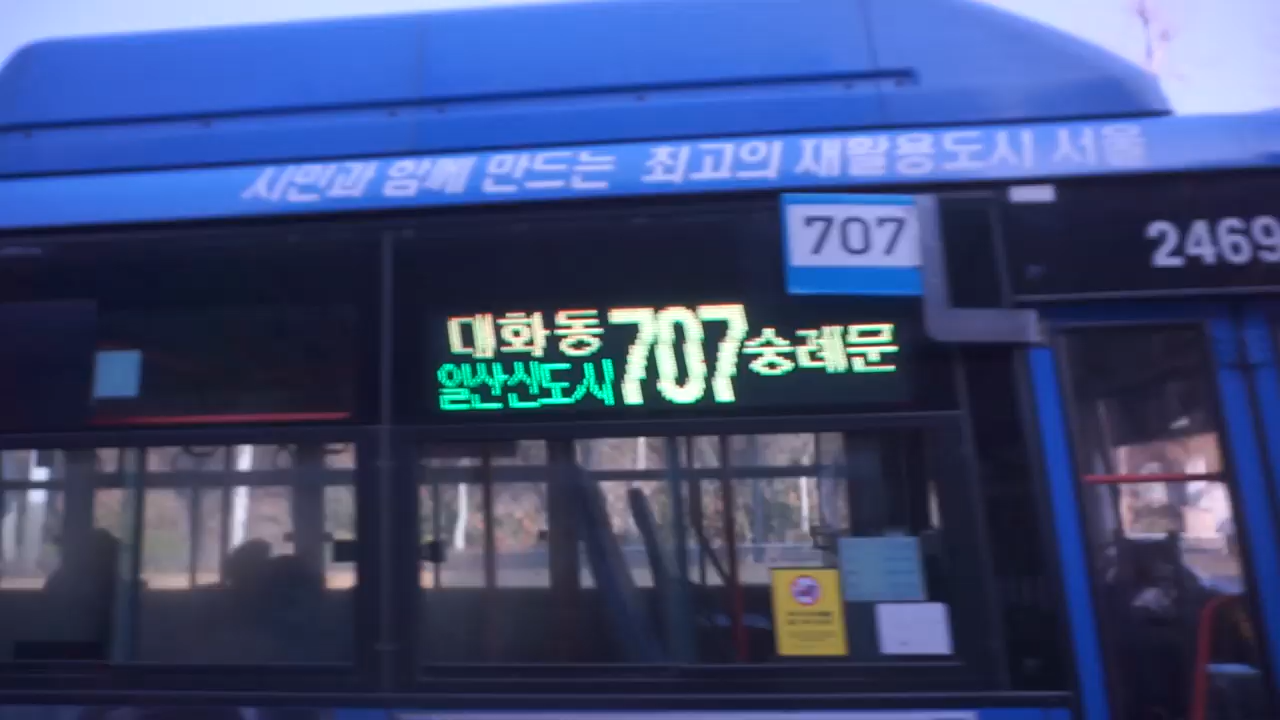 시민과 함께 만드는 최고의 재활용도시 서울
707
2469
대화동 707 숭례문
일산신도시